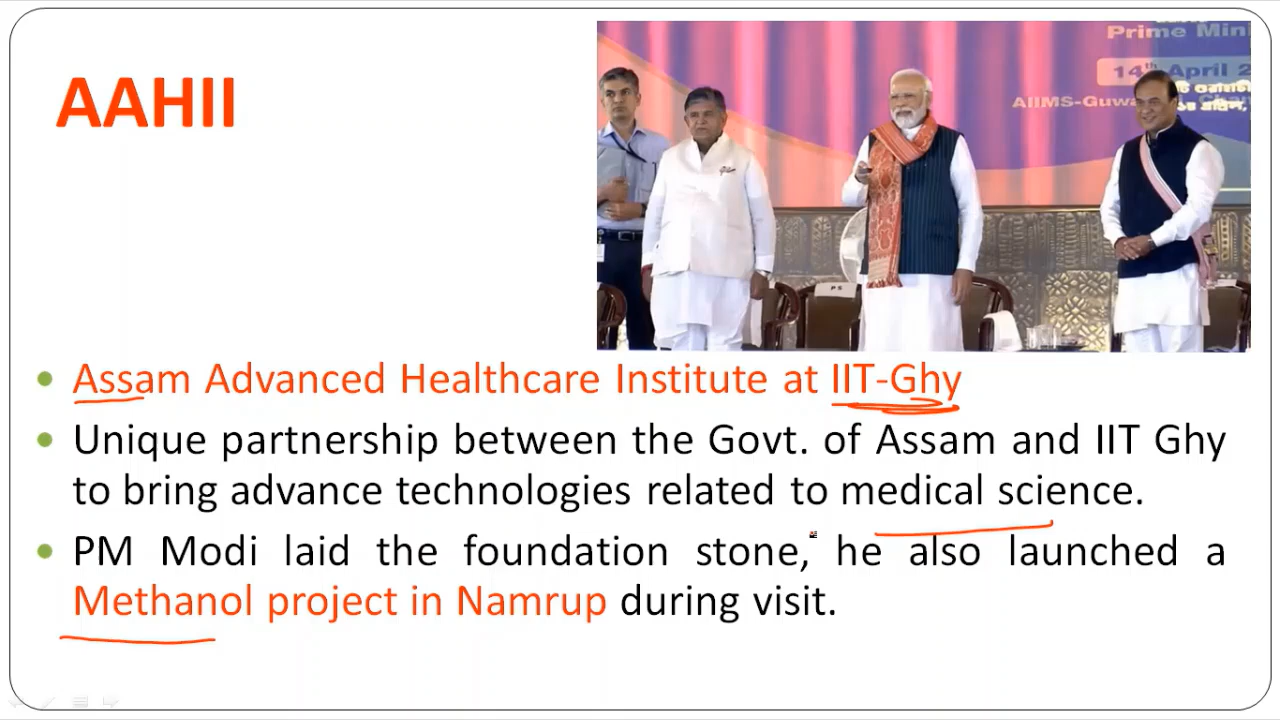 AAHII
Prime Min
14th April 2
AIIMS-Guwa
PS
Assam Advanced Healthcare Institute at IIT-Ghy
Unique partnership between the Govt. of Assam and IIT Ghy
to bring advance technologies related to medical science.
PM Modi laid the foundation stone, he also launched a
Methanol project in Namrup during visit.